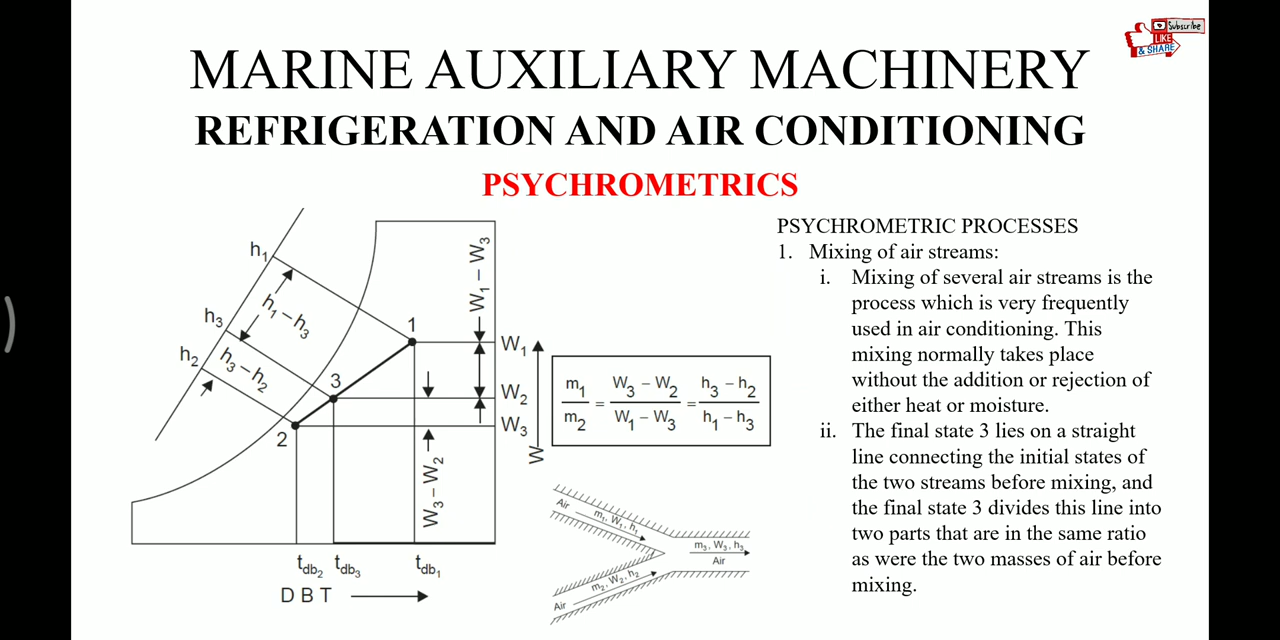 Subscribe
LIKE
& SHARE
MARINE AUXILIARY MACHINERY
REFRIGERATION AND AIR CONDITIONING
PSYCHROMETRICS
h₁
h₁ – h₃
h₃
h₃ – h₂
h₂
1
3
2
W₁ – W₃
W₁
W₂
W₃
W
W₃ – W₂
tdb₂ tdb₃ tdb₁
D B T
m₁ W₃ – W₂ h₃ – h₂
= =
m₂ W₁ – W₃ h₁ – h₃
Air
m₁, W₁, h₁
m₃, W₃, h₃
Air
m₂, W₂, h₂
Air
PSYCHROMETRIC PROCESSES
1. Mixing of air streams:
i. Mixing of several air streams is the
process which is very frequently
used in air conditioning. This
mixing normally takes place
without the addition or rejection of
either heat or moisture.
ii. The final state 3 lies on a straight
line connecting the initial states of
the two streams before mixing, and
the final state 3 divides this line into
two parts that are in the same ratio
as were the two masses of air before
mixing.